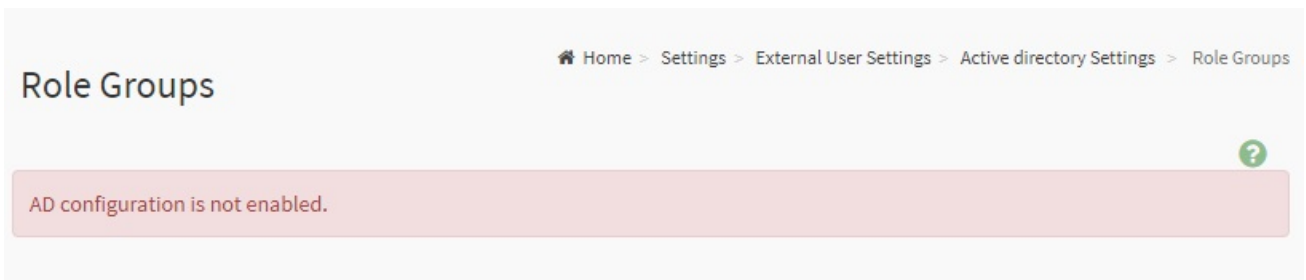 Home > Settings > External User Settings > Active directory Settings > Role Groups
Role Groups
?
AD configuration is not enabled.